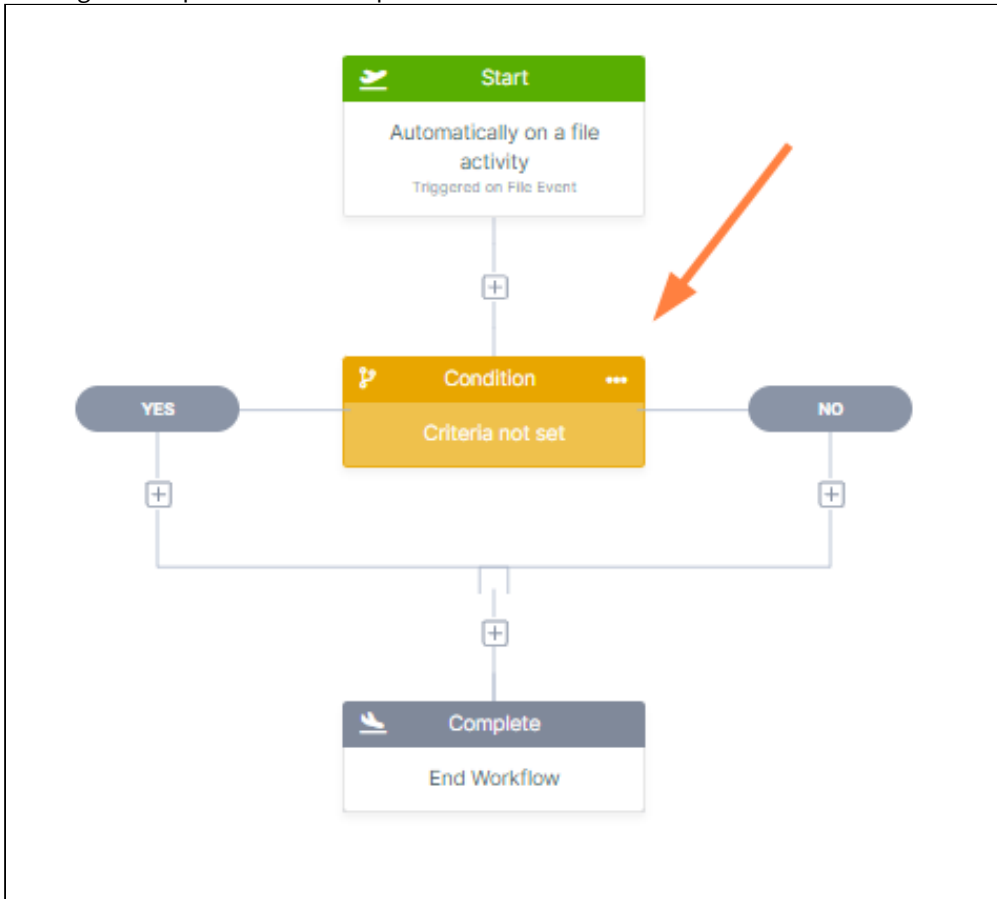 Start
Automatically on a file
activity
Triggered on File Event
Condition
Criteria not set
YES
NO
Complete
End Workflow